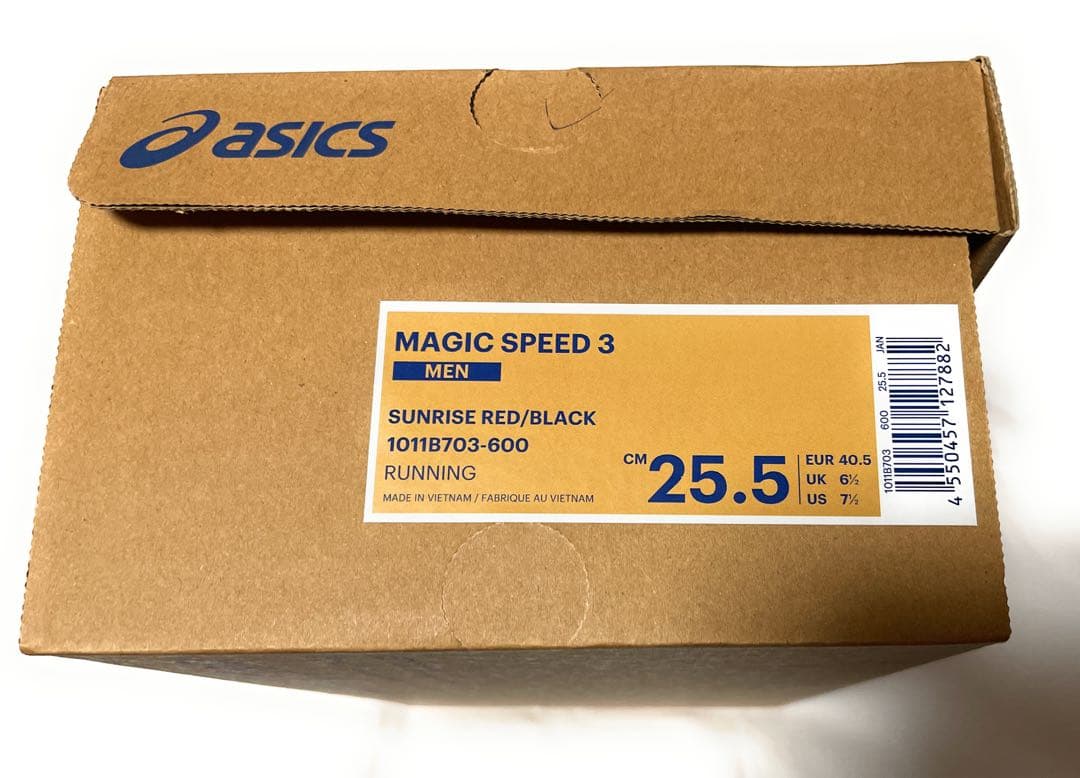 asics
MAGIC SPEED 3
MEN
SUNRISE RED/BLACK
1011B703-600
RUNNING
MADE IN VIETNAM / FABRIQUE AU VIETNAM
CM 25.5
EUR 40.5
UK 6½
US 7½
1011B703 600 25.5 JAN
4 550457 127882